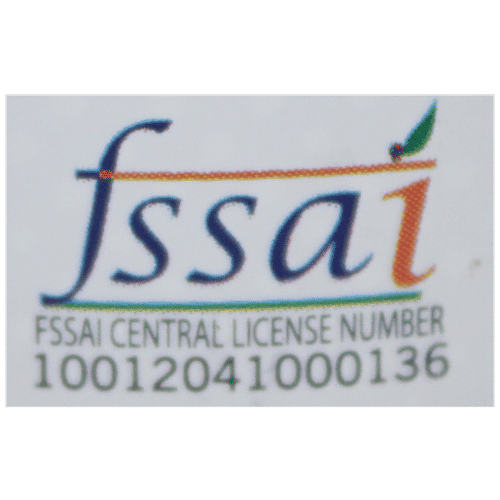 fssai
FSSAI CENTRAL LICENSE NUMBER
10012041000136